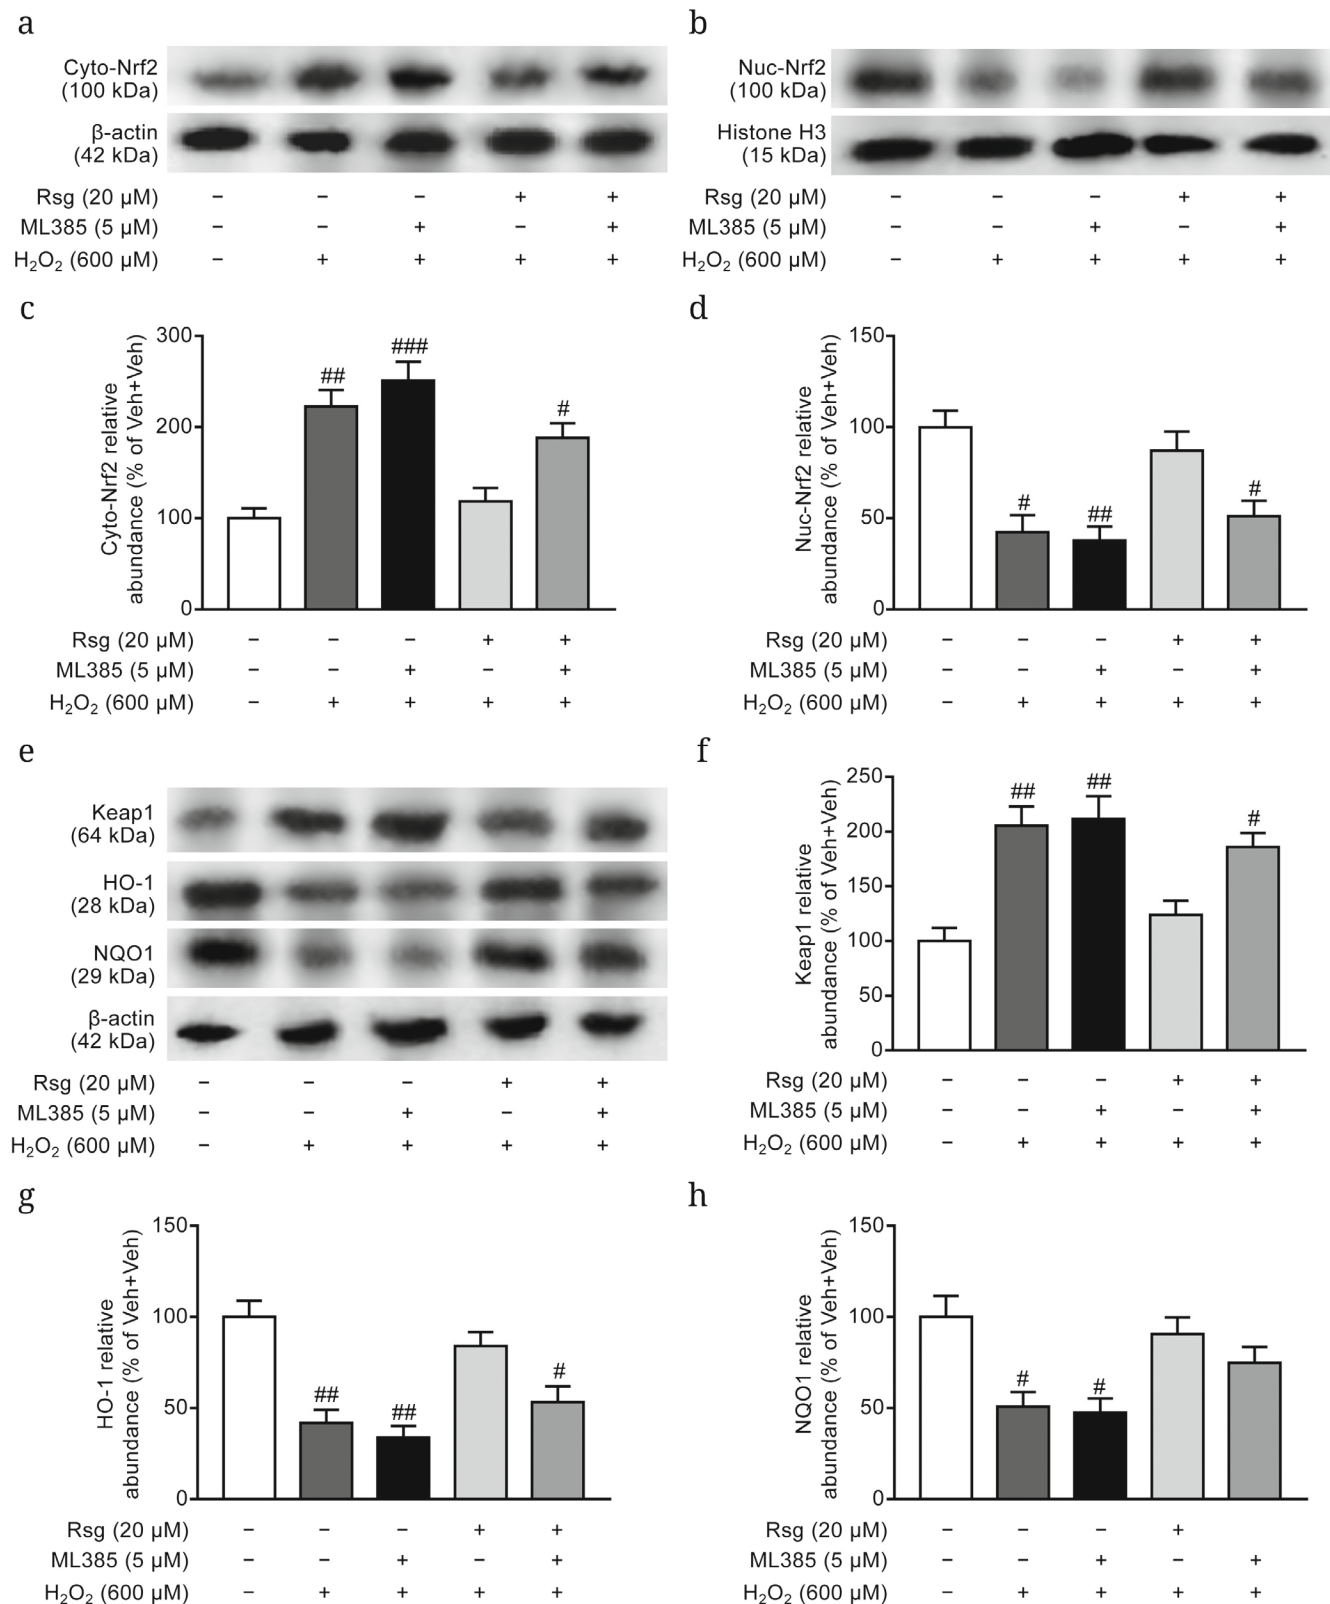 a
Cyto-Nrf2
(100 kDa)
β-actin
(42 kDa)
Rsg (20 µM) − − − + +
ML385 (5 µM) − − + − +
H₂O₂ (600 µM) − + + + +
b
Nuc-Nrf2
(100 kDa)
Histone H3
(15 kDa)
Rsg (20 µM) − − − + +
ML385 (5 µM) − − + − +
H₂O₂ (600 µM) − + + + +
c
Cyto-Nrf2 relative
abundance (% of Veh+Veh)
300
200
100
0
## ### #
Rsg (20 µM) − − − + +
ML385 (5 µM) − − + − +
H₂O₂ (600 µM) − + + + +
d
Nuc-Nrf2 relative
abundance (% of Veh+Veh)
150
100
50
0
# ## #
Rsg (20 µM) − − − + +
ML385 (5 µM) − − + − +
H₂O₂ (600 µM) − + + + +
e
Keap1
(64 kDa)
HO-1
(28 kDa)
NQO1
(29 kDa)
β-actin
(42 kDa)
Rsg (20 µM) − − − + +
ML385 (5 µM) − − + − +
H₂O₂ (600 µM) − + + + +
f
Keap1 relative
abundance (% of Veh+Veh)
250
200
150
100
50
0
## ## #
Rsg (20 µM) − − − + +
ML385 (5 µM) − − + − +
H₂O₂ (600 µM) − + + + +
g
HO-1 relative
abundance (% of Veh+Veh)
150
100
50
0
## ## #
Rsg (20 µM) − − − + +
ML385 (5 µM) − − + − +
H₂O₂ (600 µM) − + + + +
h
NQO1 relative
abundance (% of Veh+Veh)
150
100
50
0
# #
Rsg (20 µM) − − − +
ML385 (5 µM) − − + − +
H₂O₂ (600 µM) − + + + +